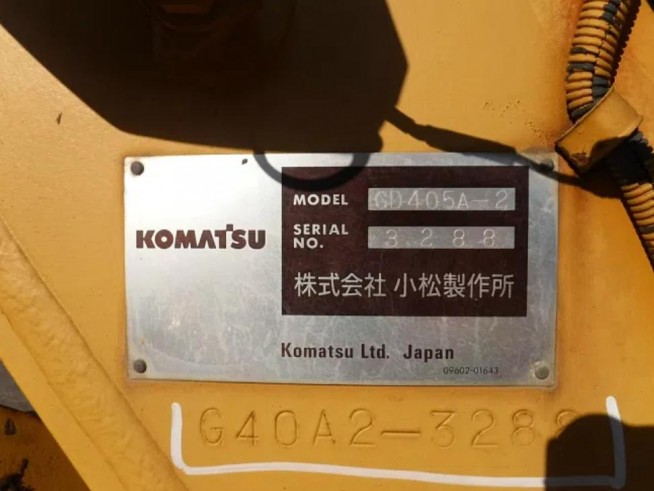 KOMATSU
MODEL GD405A-2
SERIAL NO. 3288
株式会社 小松製作所
Komatsu Ltd. Japan
09602-01643
G40A2-3288